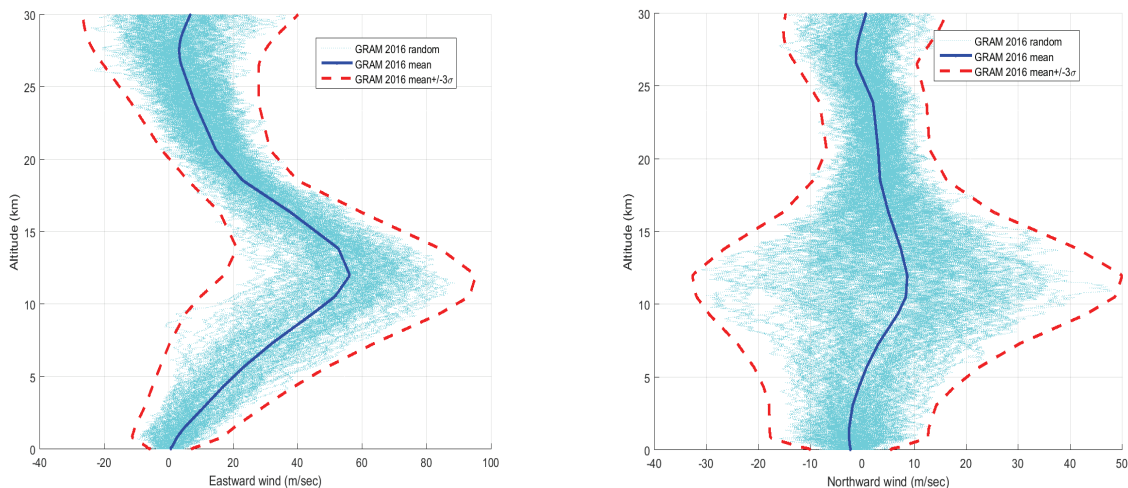 30
25
20
15
10
5
0
Altitude (km)
GRAM 2016 random
GRAM 2016 mean
GRAM 2016 mean+/-3σ
-40 -20 0 20 40 60 80 100
Eastward wind (m/sec)
30
25
20
15
10
5
0
Altitude (km)
GRAM 2016 random
GRAM 2016 mean
GRAM 2016 mean+/-3σ
-40 -30 -20 -10 0 10 20 30 40 50
Northward wind (m/sec)